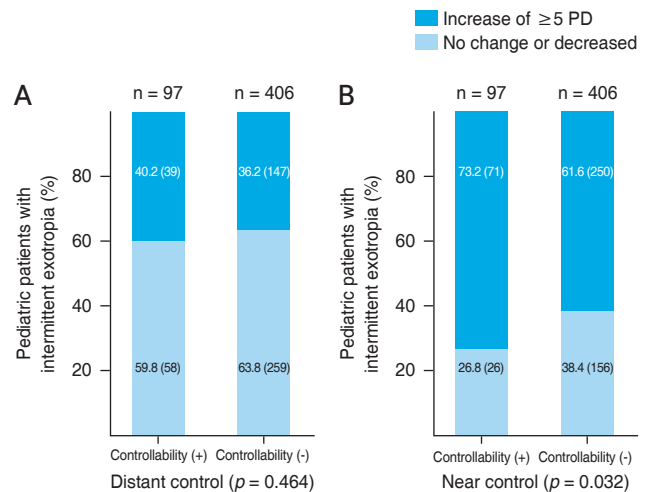 Increase of ≥5 PD
No change or decreased
A
n = 97
n = 406
Pediatric patients with
intermittent exotropia (%)
80
60
40
20
40.2 (39)
36.2 (147)
59.8 (58)
63.8 (259)
Controllability (+)
Controllability (-)
Distant control (p = 0.464)
B
n = 97
n = 406
Pediatric patients with
intermittent exotropia (%)
80
60
40
20
73.2 (71)
61.6 (250)
26.8 (26)
38.4 (156)
Controllability (+)
Controllability (-)
Near control (p = 0.032)